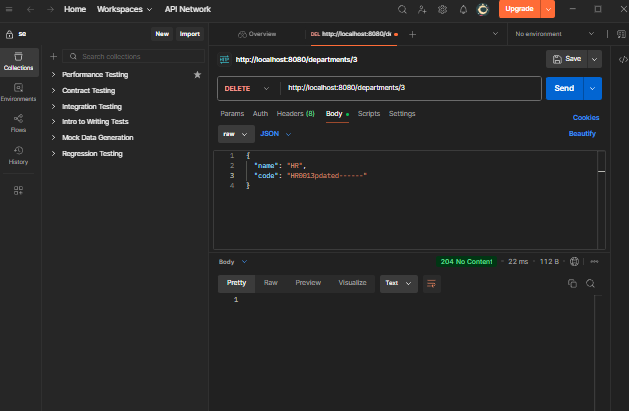 Home Workspaces API Network Upgrade
se New Import Overview DEL http://localhost:8080/de No environment
Collections
Environments
Flows
History
Search collections
Performance Testing
Contract Testing
Integration Testing
Intro to Writing Tests
Mock Data Generation
Regression Testing
http://localhost:8080/departments/3 Save
DELETE http://localhost:8080/departments/3 Send
Params Auth Headers (8) Body Scripts Settings Cookies
raw JSON Beautify
1 {
2 "name": "HR",
3 "code": "HR0013pdated------"
4 }
Body 204 No Content 22 ms 112 B
Pretty Raw Preview Visualize Text
1